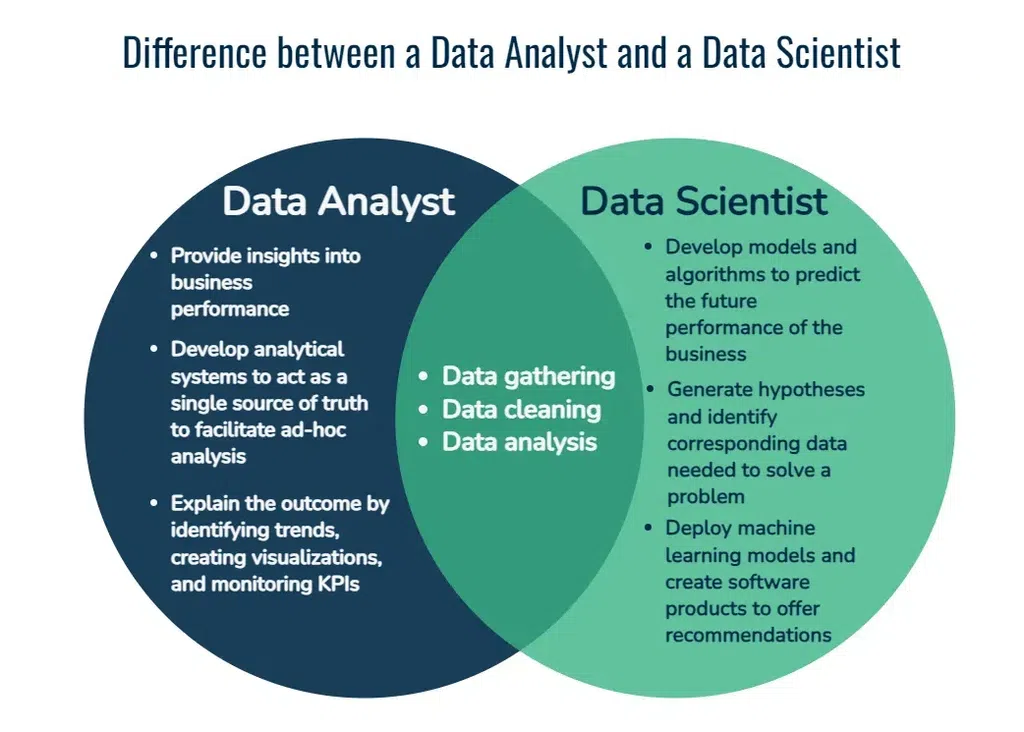 Difference between a Data Analyst and a Data Scientist
Data Analyst
• Provide insights into
business
performance
• Develop analytical
systems to act as a
single source of truth
to facilitate ad-hoc
analysis
• Explain the outcome by
identifying trends,
creating visualizations,
and monitoring KPIs
• Data gathering
• Data cleaning
• Data analysis
Data Scientist
• Develop models and
algorithms to predict
the future
performance of the
business
• Generate hypotheses
and identify
corresponding data
needed to solve a
problem
• Deploy machine
learning models and
create software
products to offer
recommendations